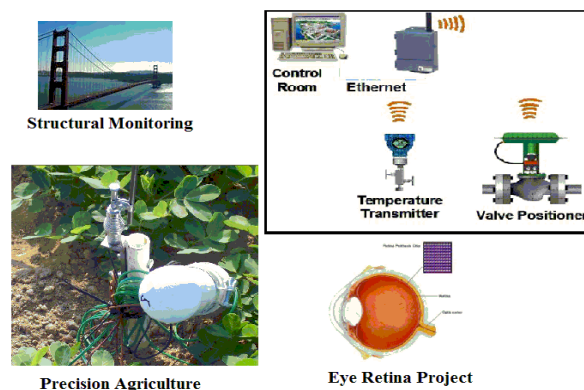 Structural Monitoring
Control
Room
Ethernet
Temperature
Transmitter
Valve Positioner
Precision Agriculture
Eye Retina Project